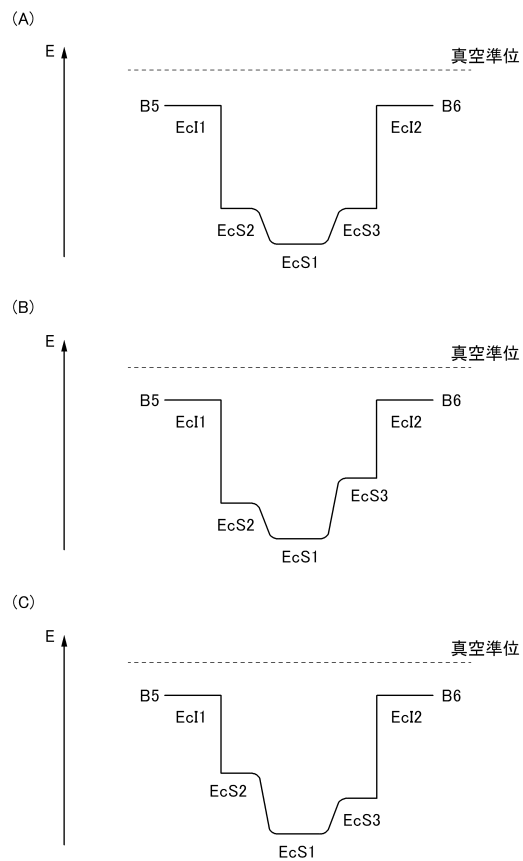 (A)
E
真空準位
B5
B6
EcI1
EcI2
EcS2
EcS3
EcS1
(B)
E
真空準位
B5
B6
EcI1
EcI2
EcS3
EcS2
EcS1
(C)
E
真空準位
B5
B6
EcI1
EcI2
EcS2
EcS3
EcS1